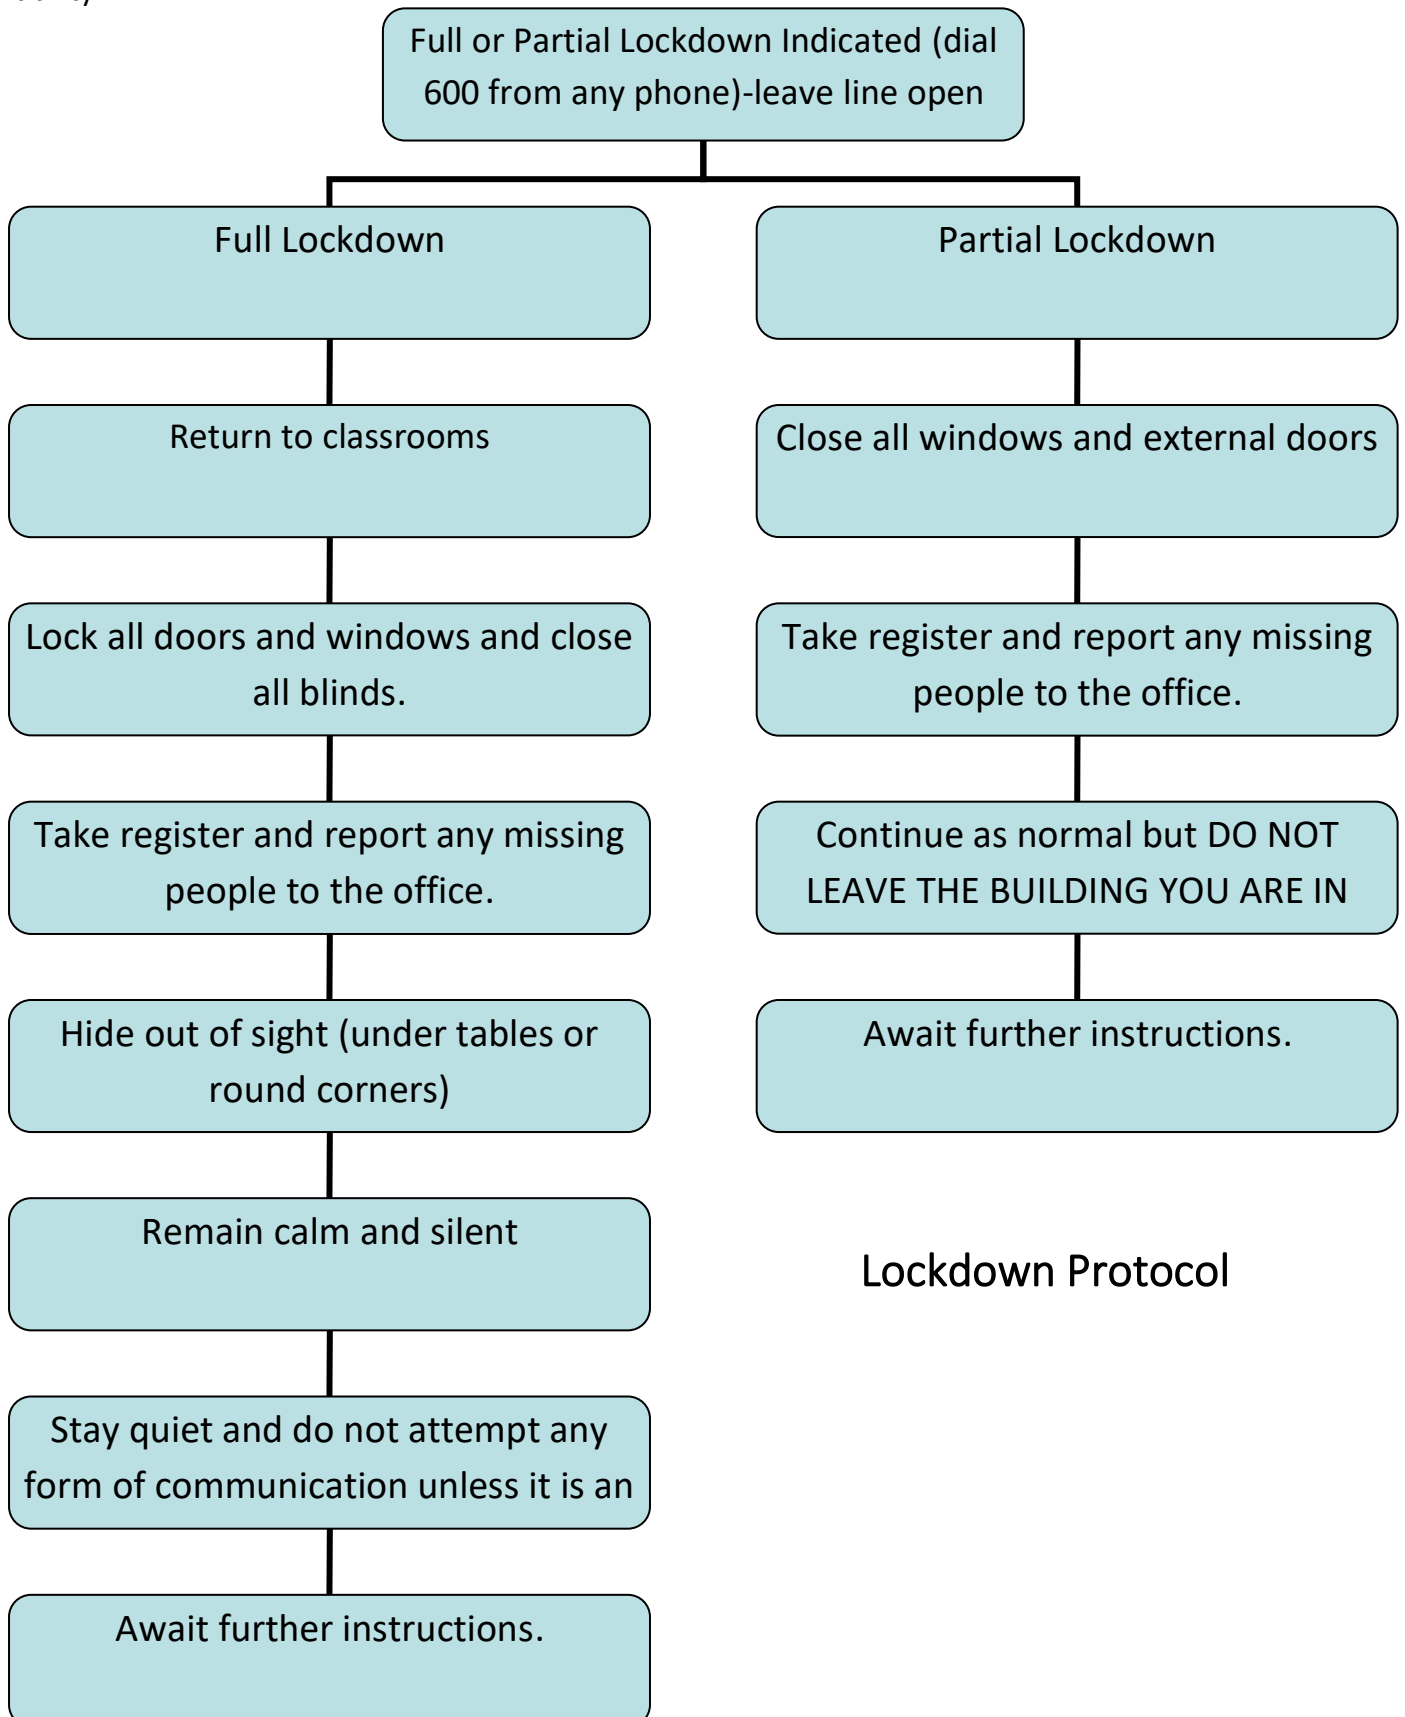 Full or Partial Lockdown Indicated (dial
600 from any phone)-leave line open
Full Lockdown
Return to classrooms
Lock all doors and windows and close
all blinds.
Take register and report any missing
people to the office.
Hide out of sight (under tables or
round corners)
Remain calm and silent
Stay quiet and do not attempt any
form of communication unless it is an
Await further instructions.
Partial Lockdown
Close all windows and external doors
Take register and report any missing
people to the office.
Continue as normal but DO NOT
LEAVE THE BUILDING YOU ARE IN
Await further instructions.
Lockdown Protocol